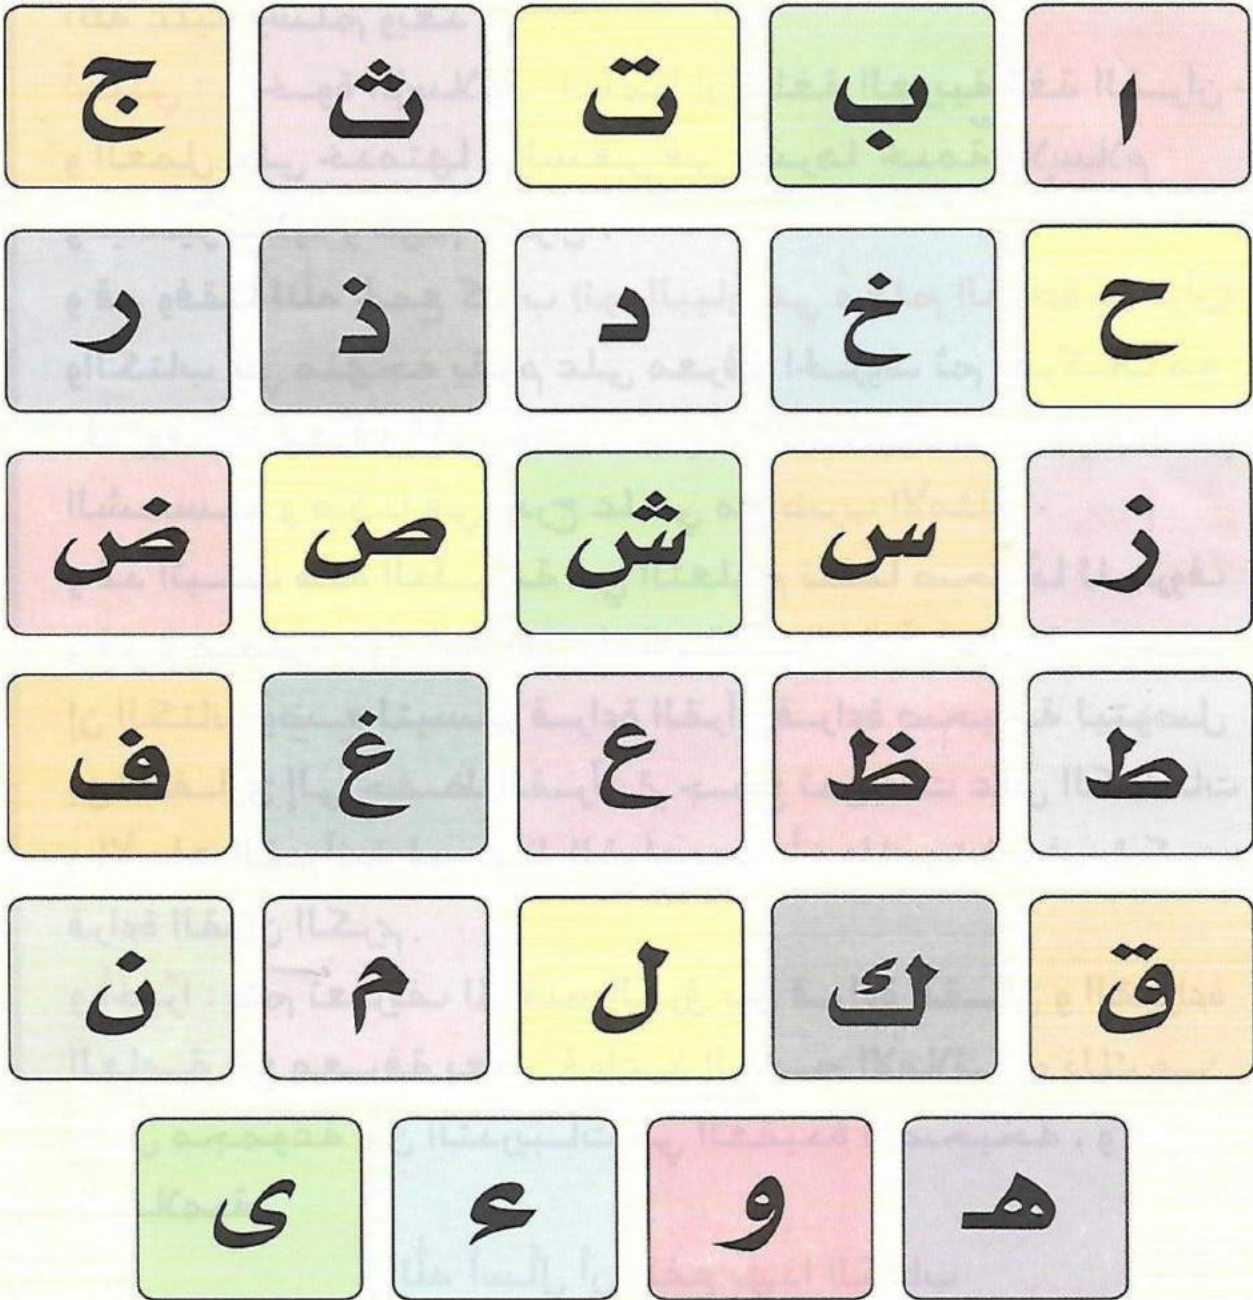 ا ب ت ث ج
ح خ د ذ ر
ز س ش ص ض
ط ظ ع غ ف
ق ك ل م ن
هـ و ء ى